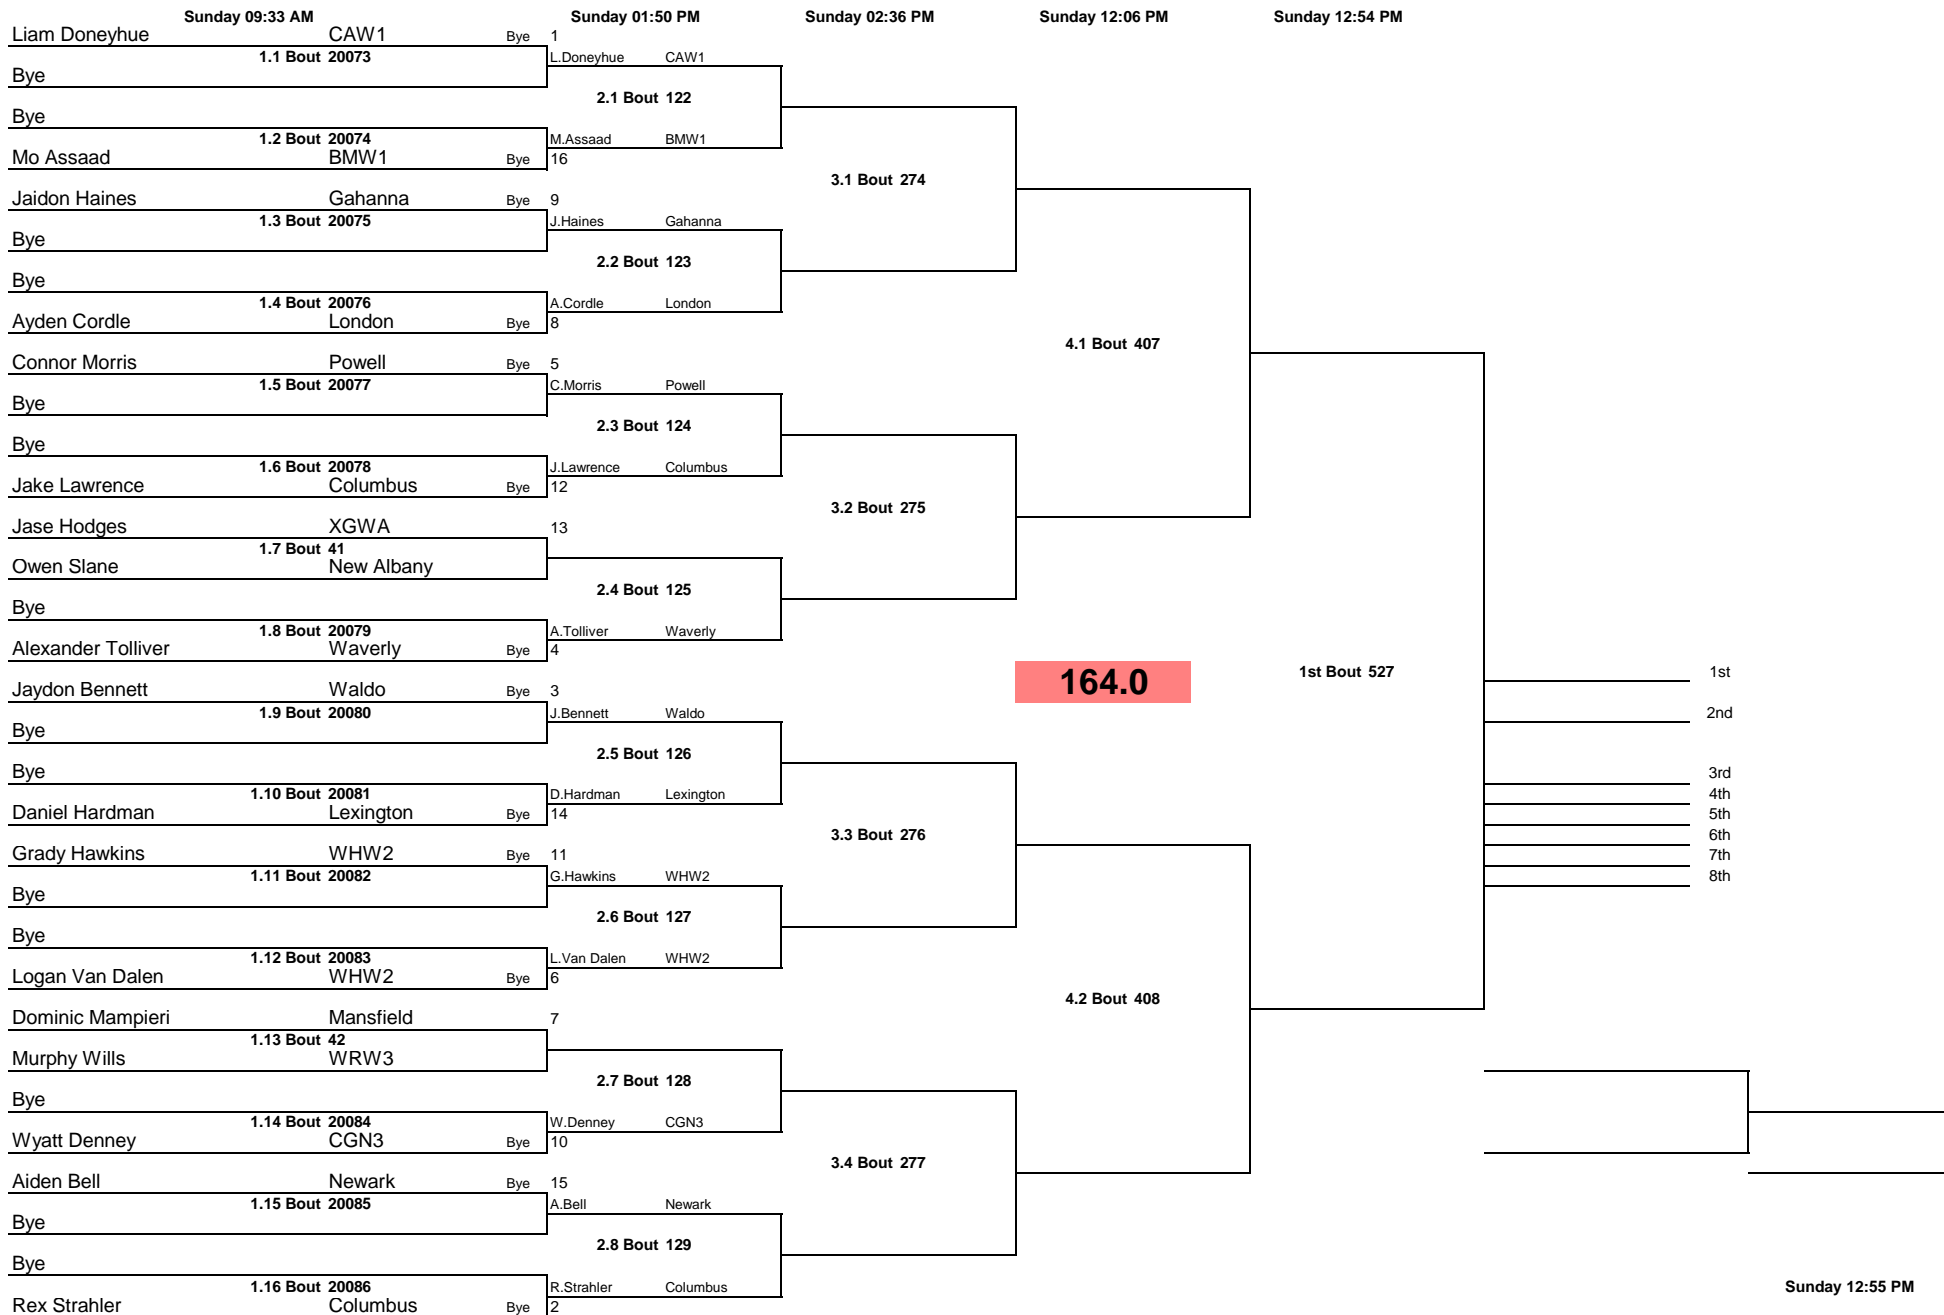 Sunday 09:33 AM Sunday 01:50 PM Sunday 02:36 PM Sunday 12:06 PM Sunday 12:54 PM
Liam Doneyhue CAW1 Bye 1
1.1 Bout 20073 L.Doneyhue CAW1
Bye
2.1 Bout 122
Bye
1.2 Bout 20074 M.Assaad BMW1
Mo Assaad BMW1 Bye 16
3.1 Bout 274
Jaidon Haines Gahanna Bye 9
1.3 Bout 20075 J.Haines Gahanna
Bye
2.2 Bout 123
Bye
1.4 Bout 20076 A.Cordle London
Ayden Cordle London Bye 8
4.1 Bout 407
Connor Morris Powell Bye 5
1.5 Bout 20077 C.Morris Powell
Bye
2.3 Bout 124
Bye
1.6 Bout 20078 J.Lawrence Columbus
Jake Lawrence Columbus Bye 12
3.2 Bout 275
Jase Hodges XGWA 13
1.7 Bout 41
Owen Slane New Albany
2.4 Bout 125
Bye
1.8 Bout 20079 A.Tolliver Waverly
Alexander Tolliver Waverly Bye 4
1st Bout 527 1st
164.0
Jaydon Bennett Waldo Bye 3
1.9 Bout 20080 J.Bennett Waldo 2nd
Bye
2.5 Bout 126
Bye 3rd
1.10 Bout 20081 D.Hardman Lexington 4th
Daniel Hardman Lexington Bye 14 5th
3.3 Bout 276 6th
Grady Hawkins WHW2 Bye 11 7th
1.11 Bout 20082 G.Hawkins WHW2 8th
Bye
2.6 Bout 127
Bye
1.12 Bout 20083 L.Van Dalen WHW2
Logan Van Dalen WHW2 Bye 6
4.2 Bout 408
Dominic Mampieri Mansfield 7
1.13 Bout 42
Murphy Wills WRW3
2.7 Bout 128
Bye
1.14 Bout 20084 W.Denney CGN3
Wyatt Denney CGN3 Bye 10
3.4 Bout 277
Aiden Bell Newark Bye 15
1.15 Bout 20085 A.Bell Newark
Bye
2.8 Bout 129
Bye
1.16 Bout 20086 R.Strahler Columbus Sunday 12:55 PM
Rex Strahler Columbus Bye 2